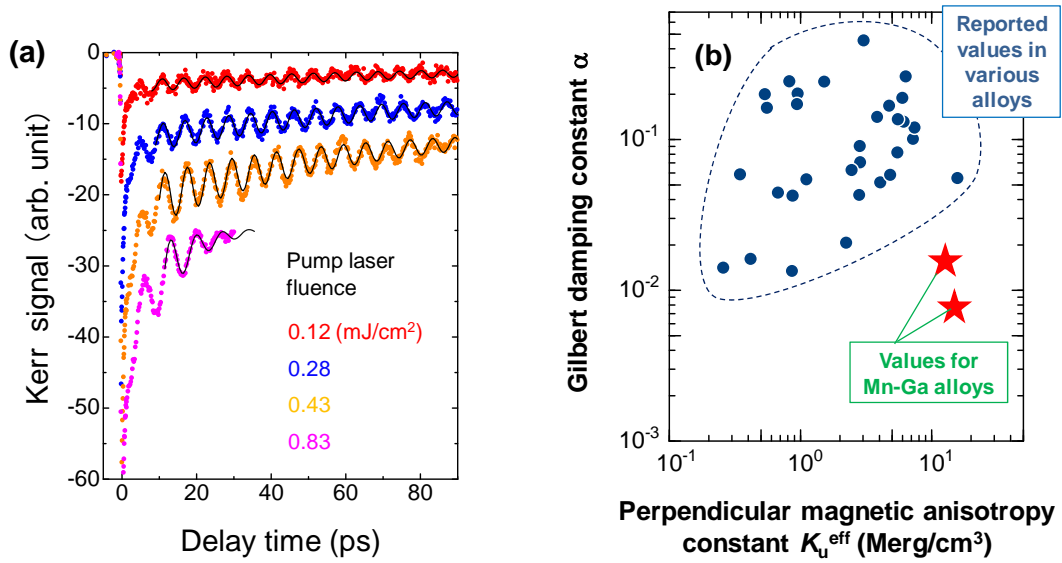 (a)
0
-10
-20
-30
-40
-50
-60
Kerr signal (arb. unit)
Pump laser
fluence
0.12 (mJ/cm²)
0.28
0.43
0.83
0 20 40 60 80
Delay time (ps)
(b)
Reported
values in
various
alloys
10⁻¹
10⁻²
10⁻³
Gilbert damping constant α
Values for
Mn-Ga alloys
10⁻¹ 10⁰ 10¹
Perpendicular magnetic anisotropy
constant Kᵤᵉᶠᶠ (Merg/cm³)